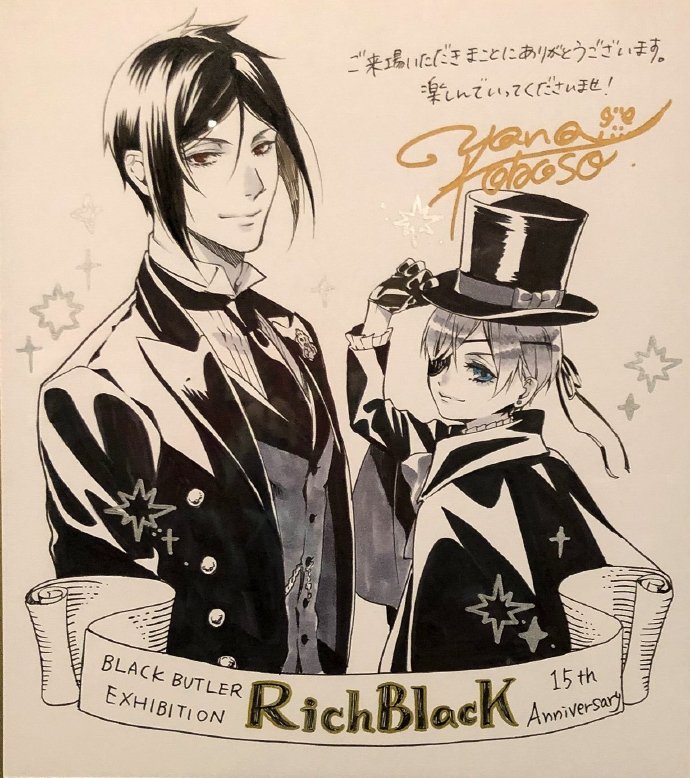 ご来場いただきまことにありがとうございます。
楽しんでいってくださいませ!
Yana
Toboso
BLACK BUTLER
EXHIBITION
RichBlack
15th
Anniversary